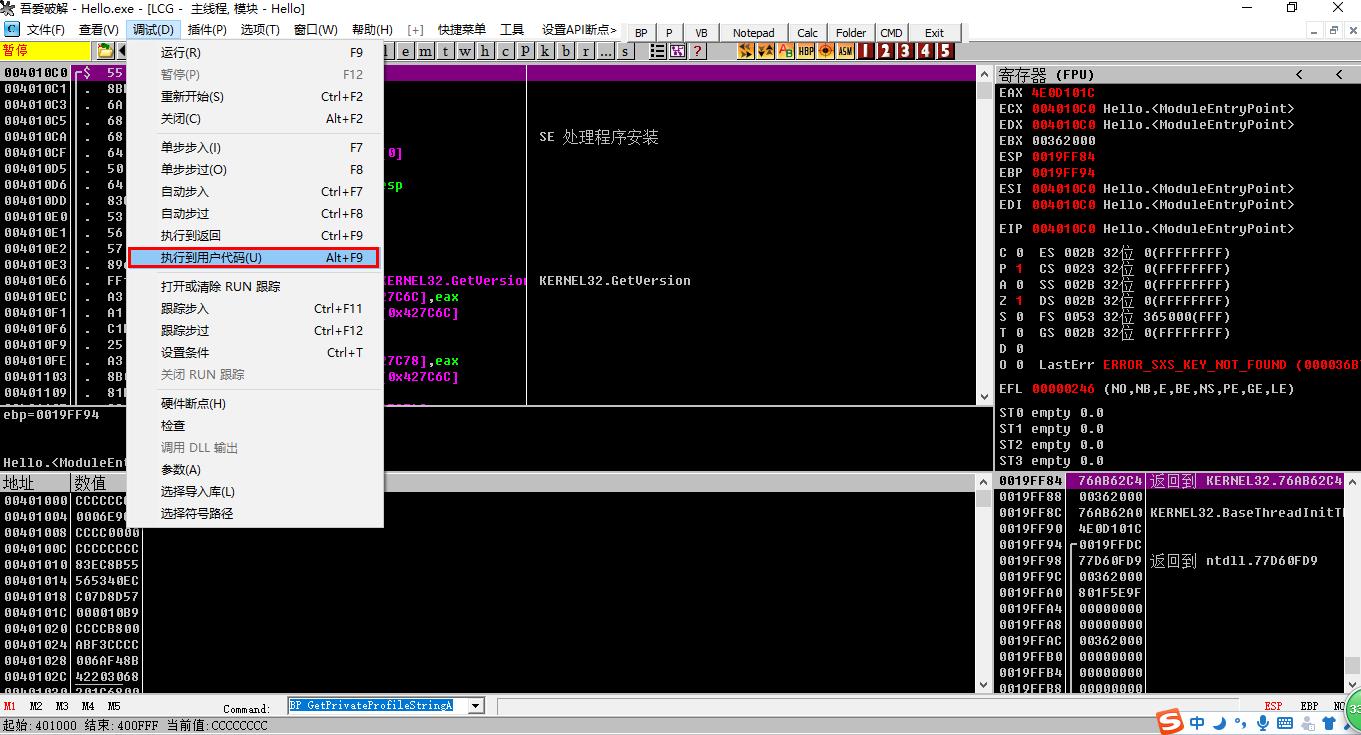 吾爱破解 - Hello.exe - [LCG - 主线程, 模块 - Hello]
文件(F) 查看(V) 调试(D) 插件(P) 选项(T) 窗口(W) 帮助(H) [+] 快捷菜单 工具 设置API断点> BP P VB Notepad Calc Folder CMD Exit
暂停 l e m t w h c p k b r ... s ? HBP ASM 1 2 3 4 5
运行(R) F9
暂停(P) F12
重新开始(S) Ctrl+F2
关闭(C) Alt+F2
单步步入(I) F7
单步步过(O) F8
自动步入 Ctrl+F7
自动步过 Ctrl+F8
执行到返回 Ctrl+F9
执行到用户代码(U) Alt+F9
打开或清除 RUN 跟踪
跟踪步入 Ctrl+F11
跟踪步过 Ctrl+F12
设置条件 Ctrl+T
关闭 RUN 跟踪
硬件断点(H)
检查
调用 DLL 输出
参数(A)
选择导入库(L)
选择符号路径
004010C0 $ 55
004010C1 . 8B
004010C3 . 6A
004010C5 . 68
004010CA . 68 SE 处理程序安装
004010CF . 64 0]
004010D5 . 50
004010D6 . 64 esp
004010DD . 83
004010E0 . 53
004010E1 . 56
004010E2 . 57
004010E3 . 89
004010E6 . FF KERNEL32.GetVersion KERNEL32.GetVersion
004010EC . A3 27C6C],eax
004010F1 . A1 [0x427C6C]
004010F6 . C1
004010F9 . 25
004010FE . A3 27C78],eax
00401103 . 8B [0x427C6C]
00401109 . 81
ebp=0019FF94
Hello.<ModuleEnt
寄存器 (FPU) < <
EAX 4E0D101C
ECX 004010C0 Hello.<ModuleEntryPoint>
EDX 004010C0 Hello.<ModuleEntryPoint>
EBX 00362000
ESP 0019FF84
EBP 0019FF94
ESI 004010C0 Hello.<ModuleEntryPoint>
EDI 004010C0 Hello.<ModuleEntryPoint>
EIP 004010C0 Hello.<ModuleEntryPoint>
C 0 ES 002B 32位 0(FFFFFFFF)
P 1 CS 0023 32位 0(FFFFFFFF)
A 0 SS 002B 32位 0(FFFFFFFF)
Z 1 DS 002B 32位 0(FFFFFFFF)
S 0 FS 0053 32位 365000(FFF)
T 0 GS 002B 32位 0(FFFFFFFF)
D 0
O 0 LastErr ERROR_SXS_KEY_NOT_FOUND (000036B7
EFL 00000246 (NO,NB,E,BE,NS,PE,GE,LE)
ST0 empty 0.0
ST1 empty 0.0
ST2 empty 0.0
ST3 empty 0.0
地址 数值
00401000 CCCCCCC
00401004 0006E9
00401008 CCCC0000
0040100C CCCCCCCC
00401010 83EC8B55
00401014 565340EC
00401018 C07D8D57
0040101C 000010B9
00401020 CCCCB800
00401024 ABF3CCCC
00401028 006AF48B
0040102C 42203068
00401030 201C6800
0019FF84 76AB62C4 返回到 KERNEL32.76AB62C4
0019FF88 00362000
0019FF8C 76AB62A0 KERNEL32.BaseThreadInitTh
0019FF90 4E0D101C
0019FF94 0019FFDC
0019FF98 77D60FD9 返回到 ntdll.77D60FD9
0019FF9C 00362000
0019FFA0 801F5E9F
0019FFA4 00000000
0019FFA8 00000000
0019FFAC 00362000
0019FFB0 00000000
0019FFB4 00000000
0019FFB8 00000000
M1 M2 M3 M4 M5 Command: BP GetPrivateProfileStringA ESP EBP NO
起始:401000 结束:400FFF 当前值:CCCCCCCC
S 中
33